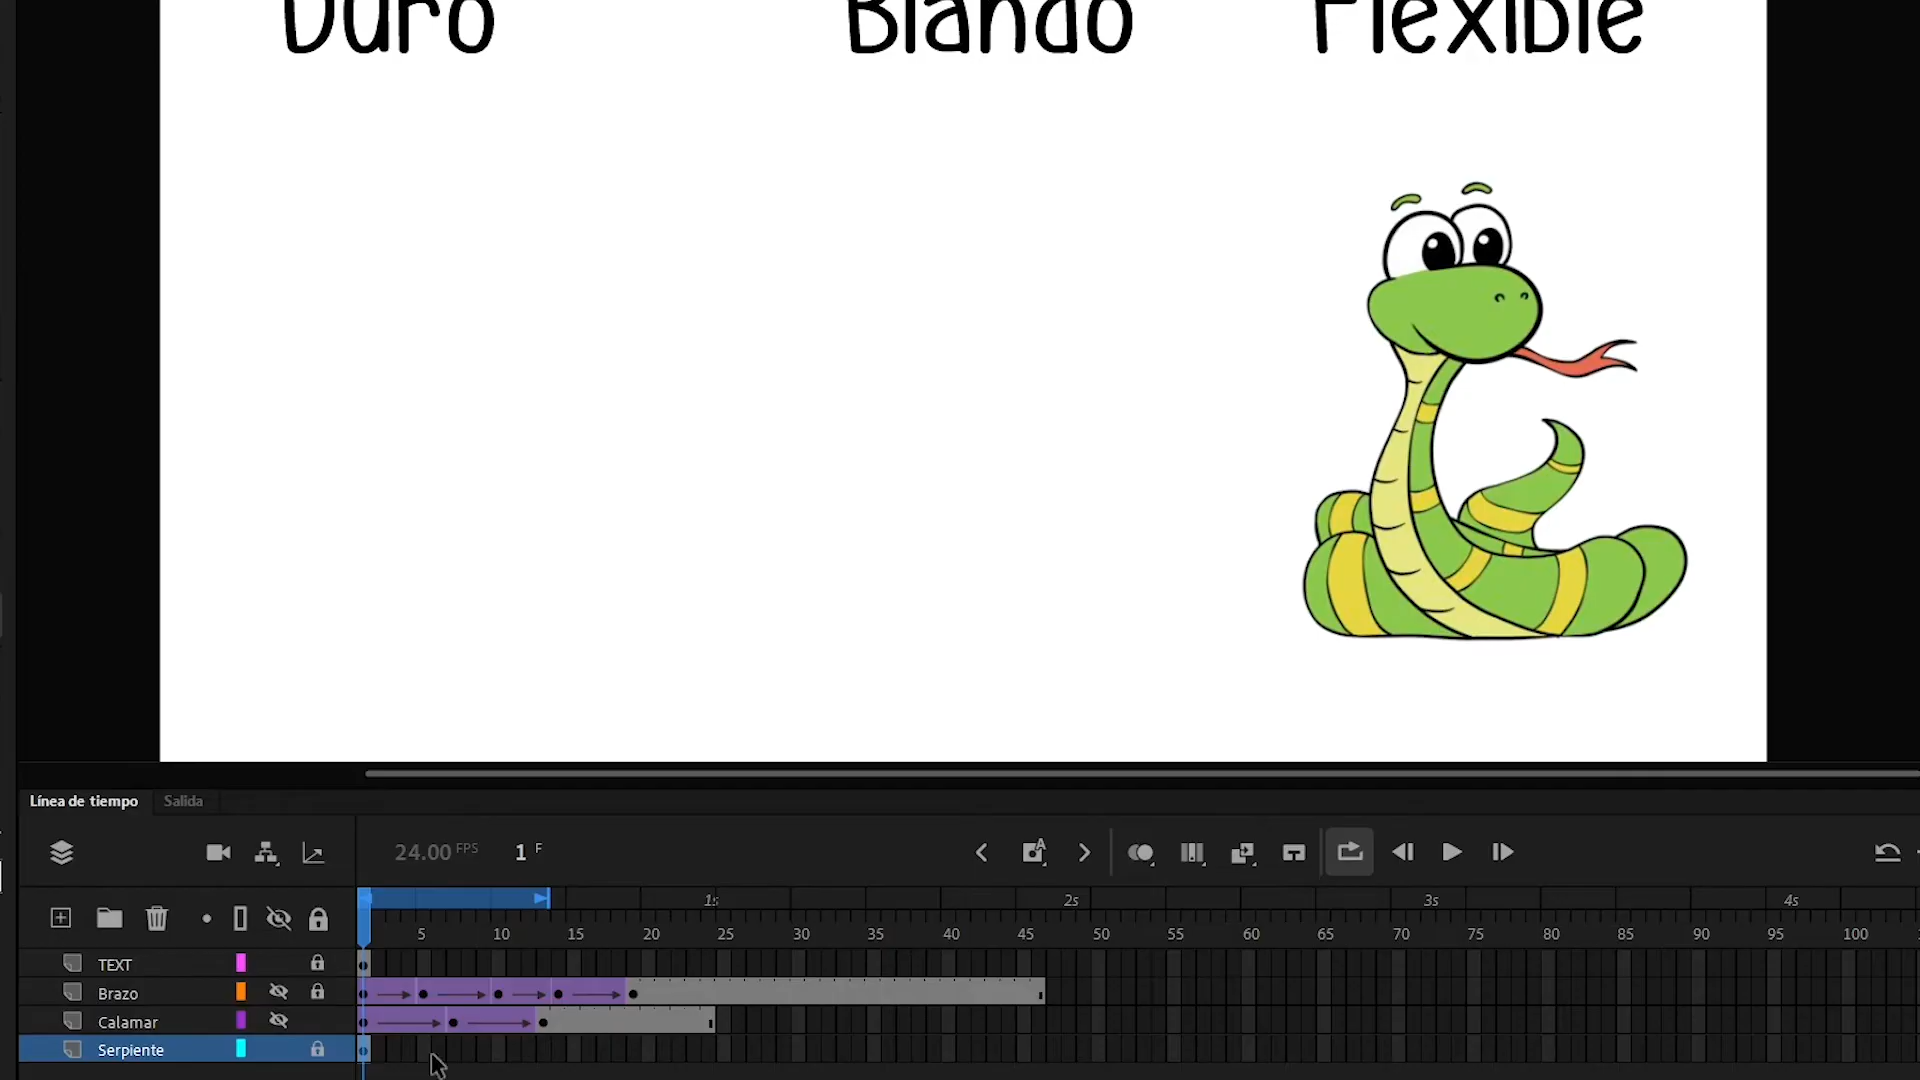 Duro Blando Flexible
Línea de tiempo Salida
24.00 FPS 1 F
1s 2s 3s 4s
5 10 15 20 25 30 35 40 45 50 55 60 65 70 75 80 85 90 95 100
TEXT
Brazo
Calamar
Serpiente